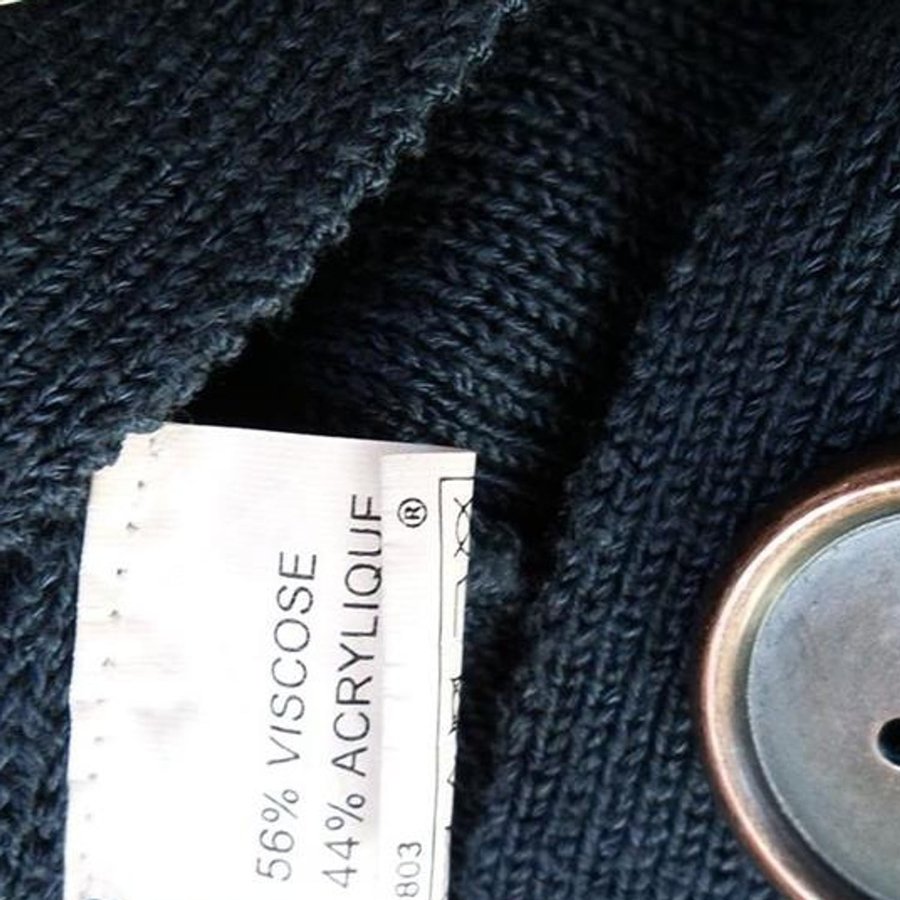 56% VISCOSE
44% ACRYLIQUE
®
803